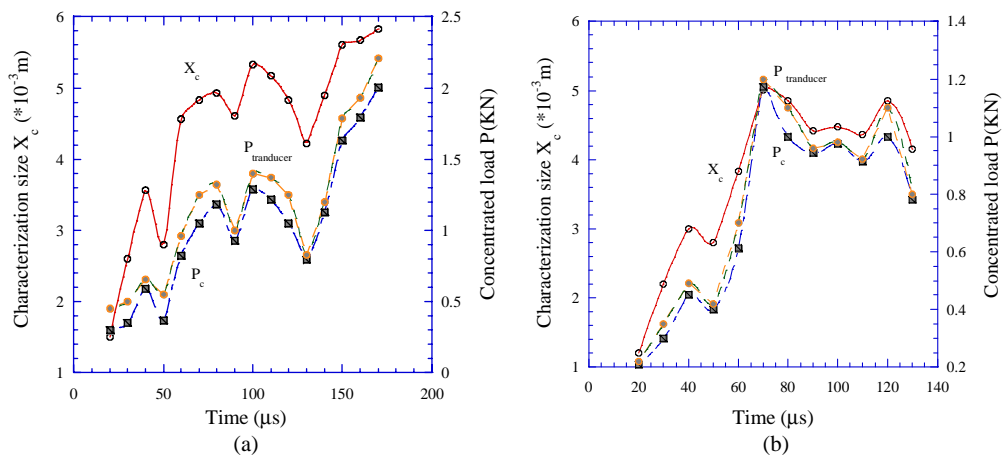 Characterization size X_c (*10^-3 m)
6
5
4
3
2
1
X_c
P_tranducer
P_c
2.5
2
1.5
1
0.5
0
Concentrated load P(KN)
0 50 100 150 200
Time (μs)
(a)
Characterization size X_c (*10^-3 m)
6
5
4
3
2
1
P_tranducer
P_c
X_c
1.4
1.2
1
0.8
0.6
0.4
0.2
Concentrated load P(KN)
0 20 40 60 80 100 120 140
Time (μs)
(b)